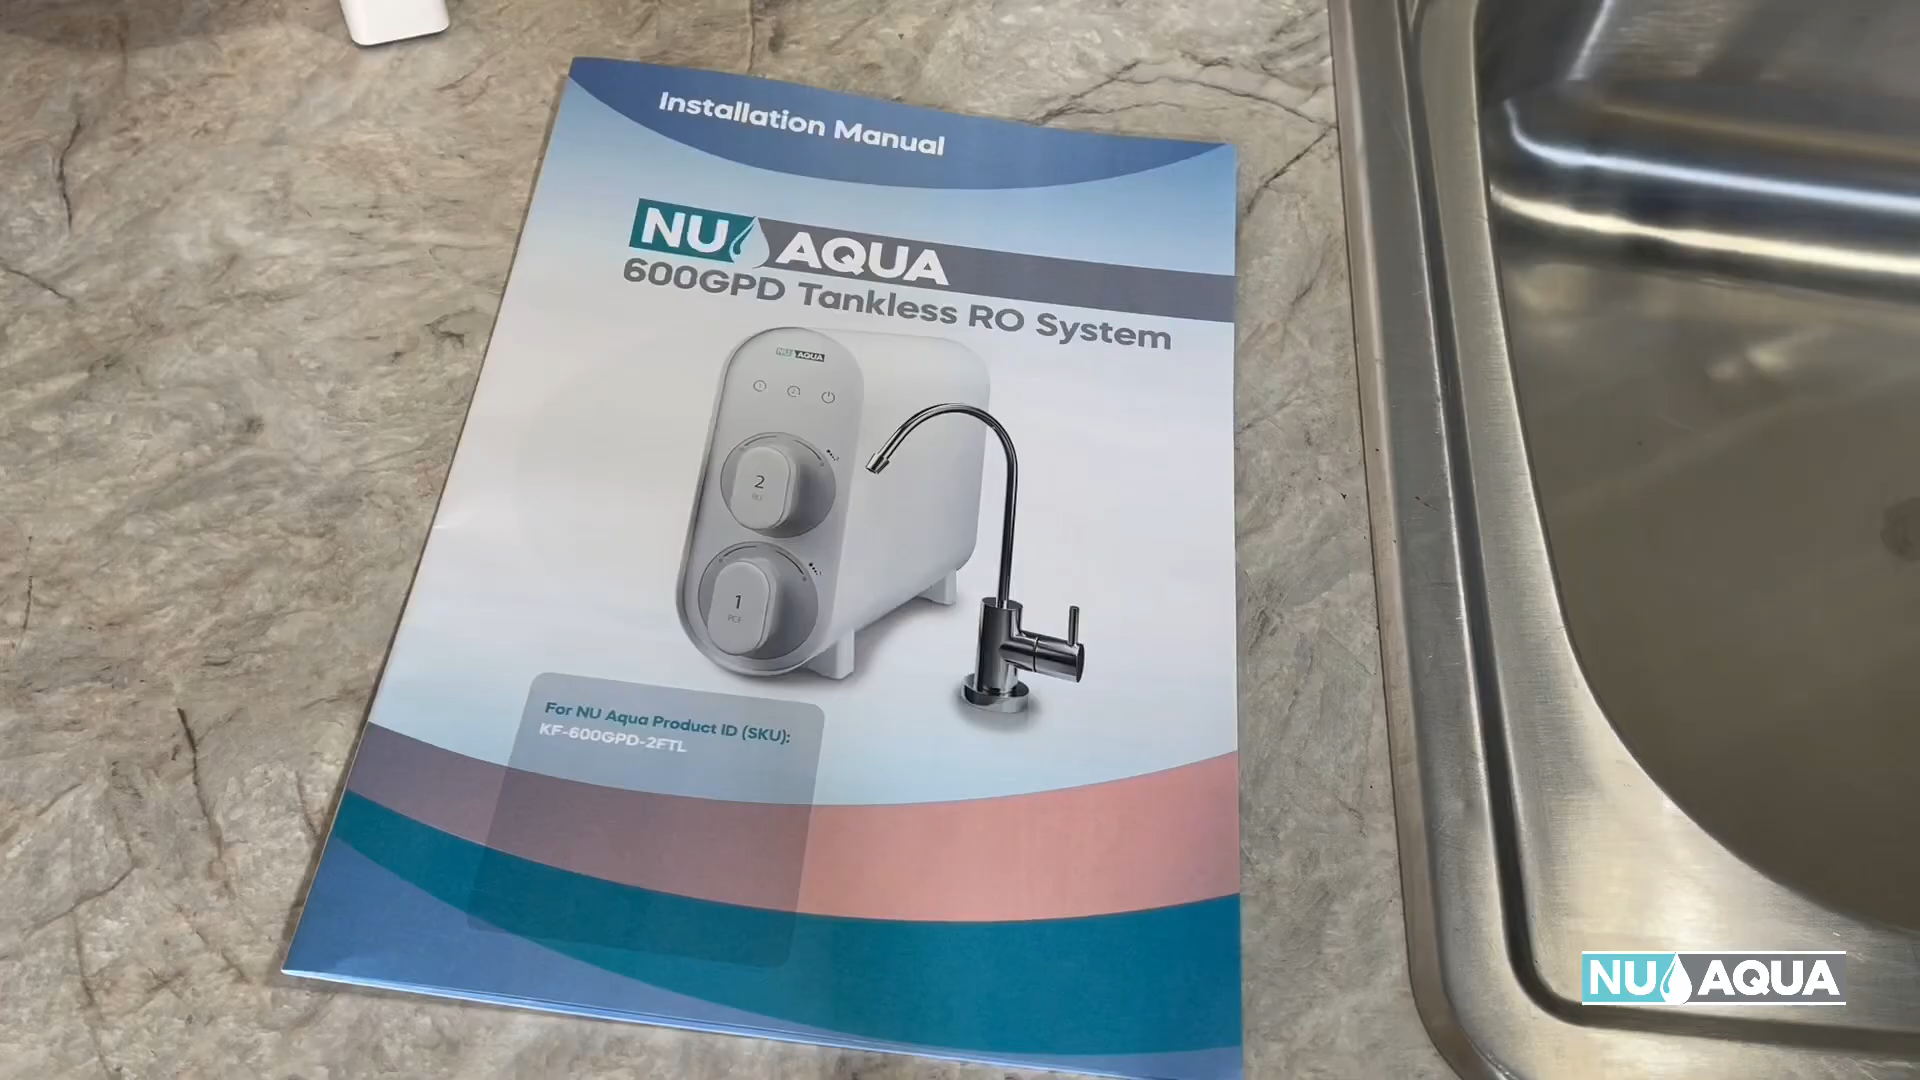 Installation Manual
NU AQUA
600GPD Tankless RO System
NU AQUA
2
1
PCF
For NU Aqua Product ID (SKU):
KF-600GPD-2FTL
NU AQUA